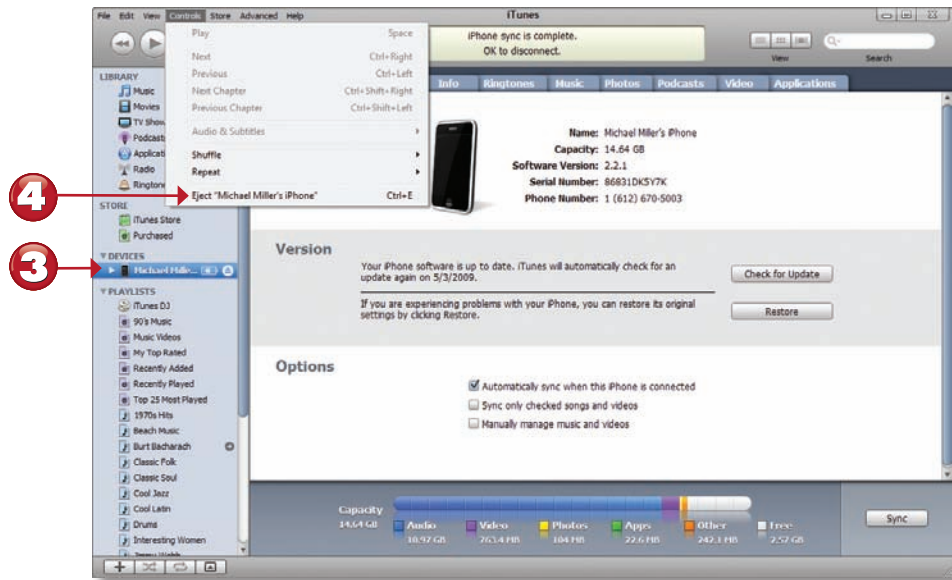 File Edit View Controls Store Advanced Help
iTunes
Play Space
Next Ctrl+Right
Previous Ctrl+Left
Next Chapter Ctrl+Shift+Right
Previous Chapter Ctrl+Shift+Left
Audio & Subtitles
Shuffle
Repeat
Eject "Michael Miller's iPhone" Ctrl+E
iPhone sync is complete.
OK to disconnect.
View
Search
LIBRARY
Music
Movies
TV Show
Podcast
Applicati
Radio
Rington
STORE
iTunes Store
Purchased
DEVICES
Michael Mille...
PLAYLISTS
iTunes DJ
90's Music
Music Videos
My Top Rated
Recently Added
Recently Played
Top 25 Most Played
1970s Hits
Beach Music
Burt Bacharach
Classic Folk
Classic Soul
Cool Jazz
Cool Latin
Drums
Interesting Women
Jimmy Webb
4
3
Info Ringtones Music Photos Podcasts Video Applications
Name: Michael Miller's iPhone
Capacity: 14.64 GB
Software Version: 2.2.1
Serial Number: 86831DK5Y7K
Phone Number: 1 (612) 670-5003
Version
Your iPhone software is up to date. iTunes will automatically check for an
update again on 5/3/2009.
Check for Update
If you are experiencing problems with your iPhone, you can restore its original
settings by clicking Restore.
Restore
Options
Automatically sync when this iPhone is connected
Sync only checked songs and videos
Manually manage music and videos
Capacity
14.64 GB
Audio Video Photos Apps Other Free
10.97 GB 263.4 MB 104 MB 22.6 MB 242.1 MB 2.57 GB
Sync